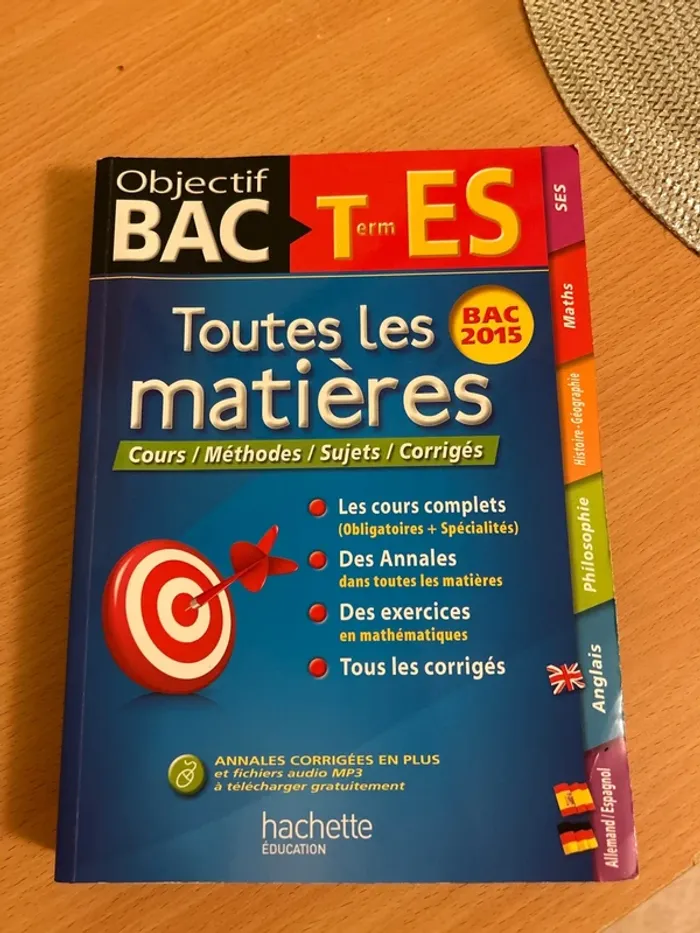 Objectif
BAC
Term ES
BAC
2015
Toutes les
matières
Cours / Méthodes / Sujets / Corrigés
Les cours complets
(Obligatoires + Spécialités)
Des Annales
dans toutes les matières
Des exercices
en mathématiques
Tous les corrigés
ANNALES CORRIGÉES EN PLUS
et fichiers audio MP3
à télécharger gratuitement
hachette
ÉDUCATION
SES
Maths
Histoire-Géographie
Philosophie
Anglais
Allemand/Espagnol